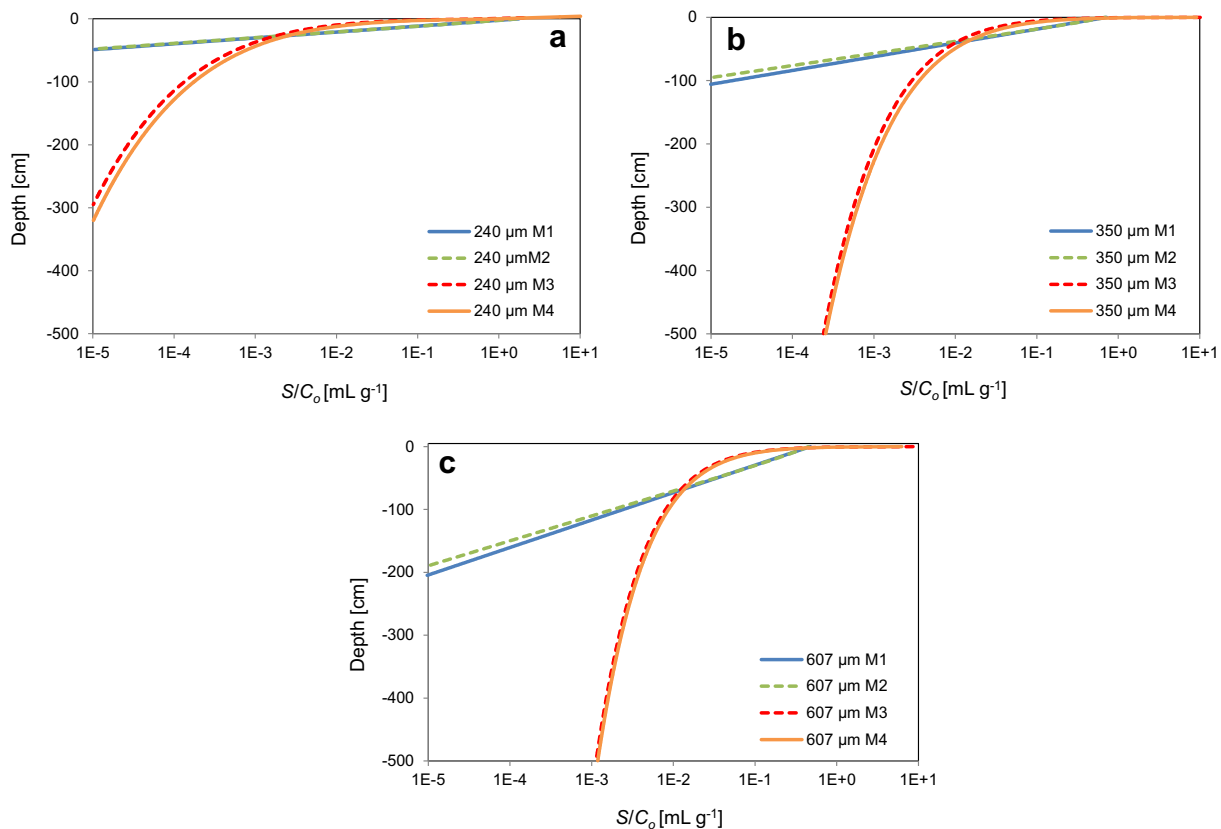 a
0
-100
-200
-300
-400
-500
Depth [cm]
240 µm M1
240 µmM2
240 µm M3
240 µm M4
1E-5 1E-4 1E-3 1E-2 1E-1 1E+0 1E+1
S/Cₒ [mL g⁻¹]
b
0
-100
-200
-300
-400
-500
Depth [cm]
350 µm M1
350 µm M2
350 µm M3
350 µm M4
1E-5 1E-4 1E-3 1E-2 1E-1 1E+0 1E+1
S/Cₒ [mL g⁻¹]
c
0
-100
-200
-300
-400
-500
Depth [cm]
607 µm M1
607 µm M2
607 µm M3
607 µm M4
1E-5 1E-4 1E-3 1E-2 1E-1 1E+0 1E+1
S/Cₒ [mL g⁻¹]